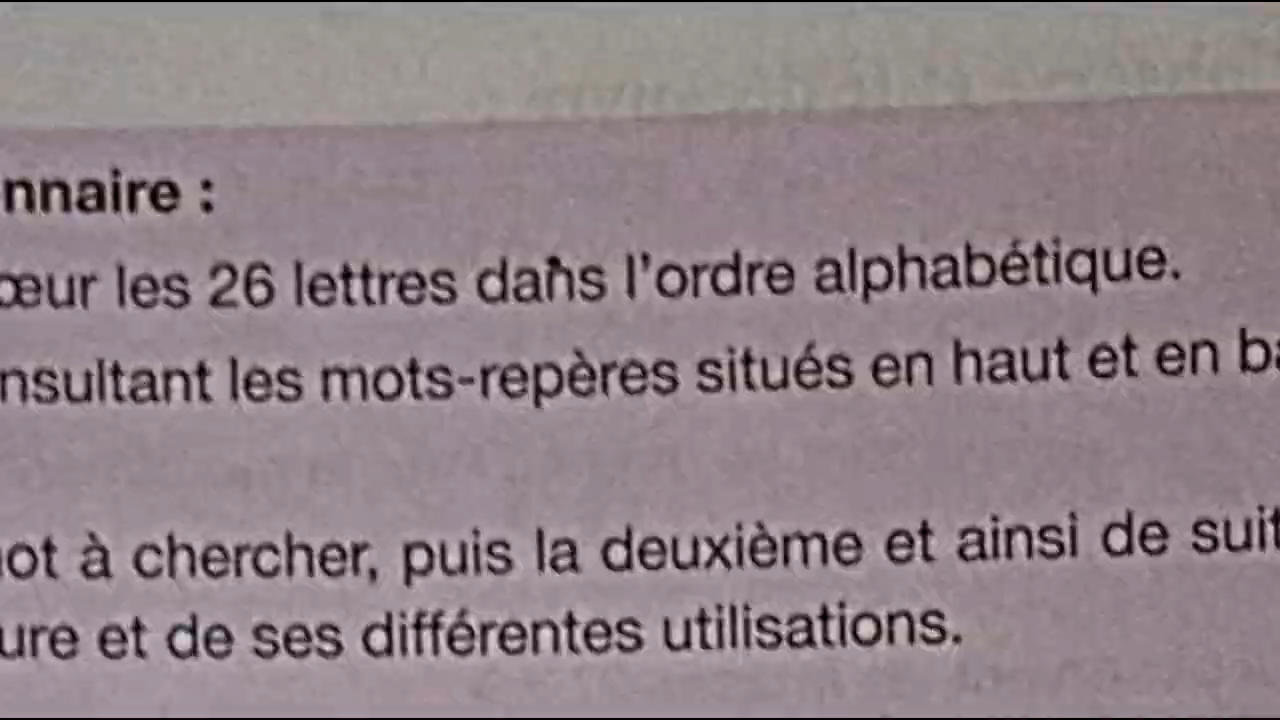 nnaire :
œur les 26 lettres dans l'ordre alphabétique.
nsultant les mots-repères situés en haut et en ba
ot à chercher, puis la deuxième et ainsi de suit
ure et de ses différentes utilisations.